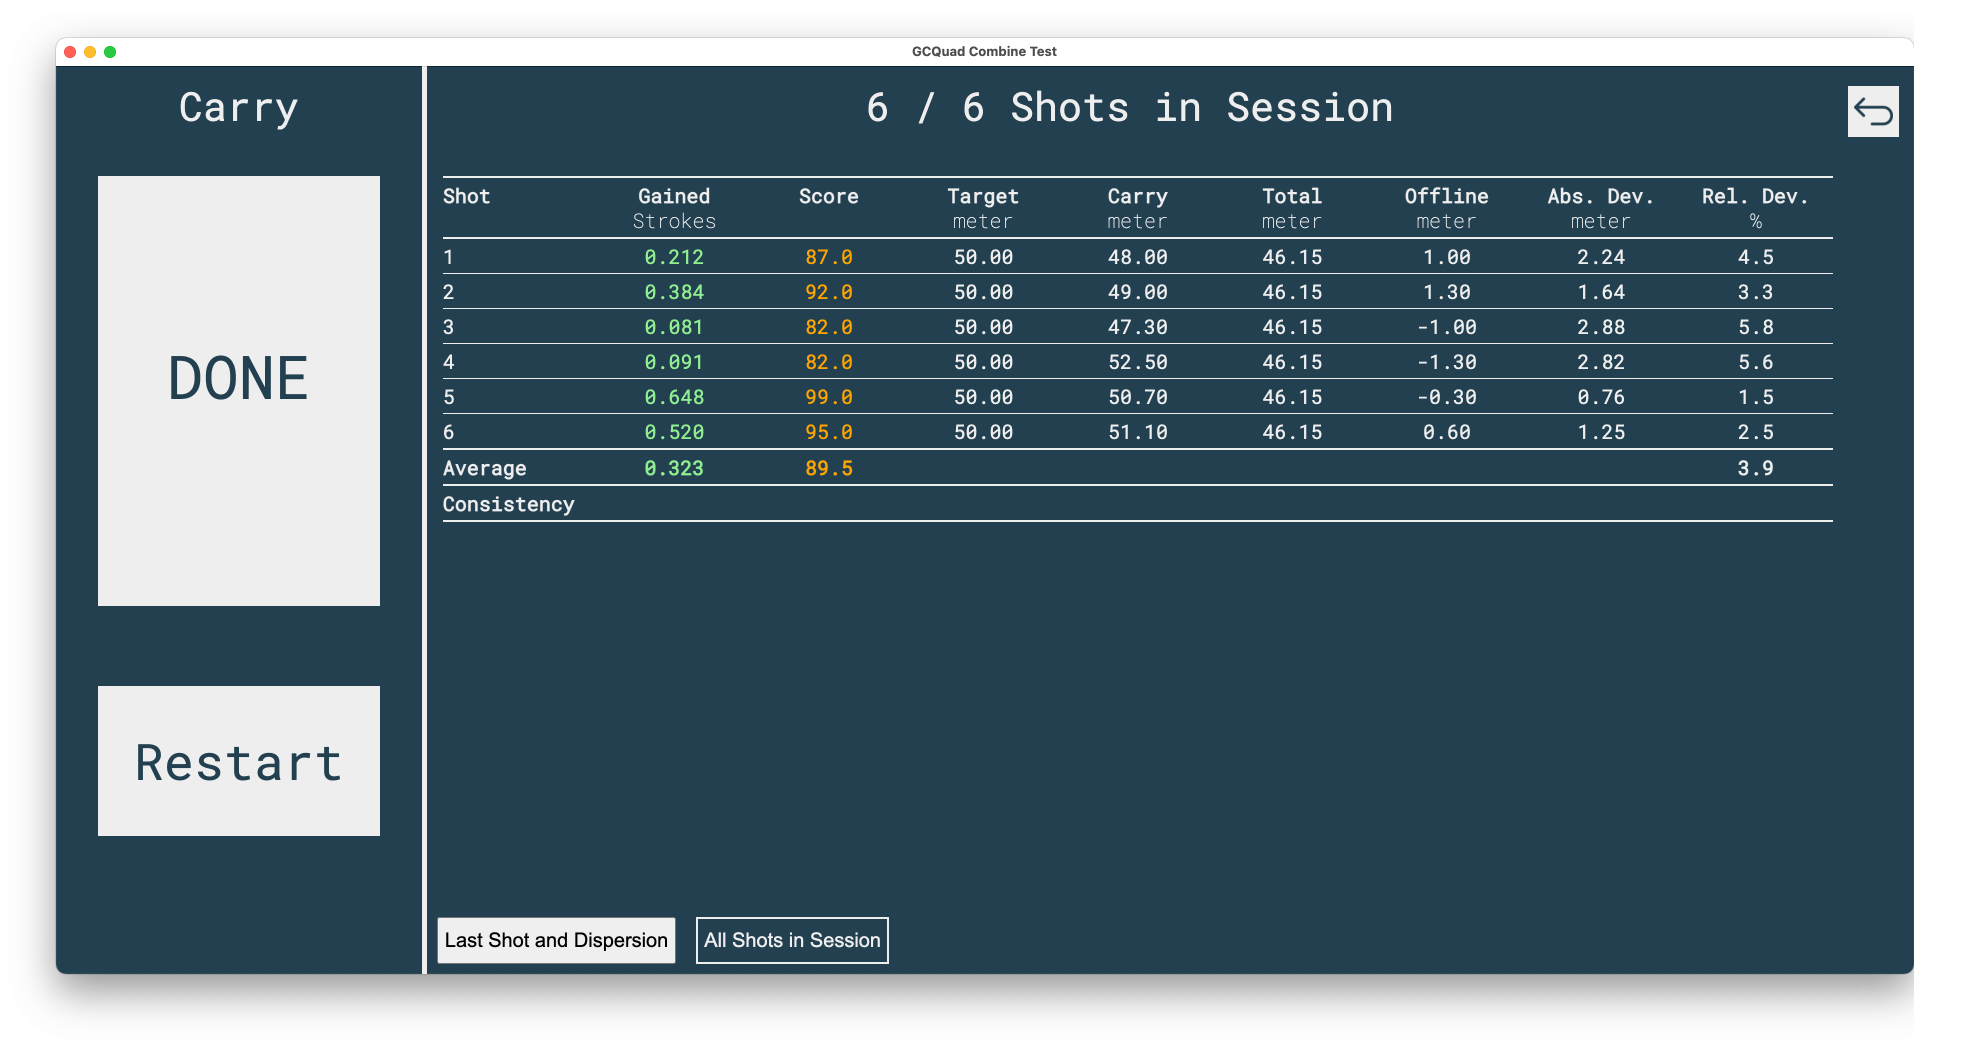 GCQuad Combine Test
Carry
DONE
Restart
6 / 6 Shots in Session
Shot Gained Score Target Carry Total Offline Abs. Dev. Rel. Dev.
Strokes meter meter meter meter meter %
1 0.212 87.0 50.00 48.00 46.15 1.00 2.24 4.5
2 0.384 92.0 50.00 49.00 46.15 1.30 1.64 3.3
3 0.081 82.0 50.00 47.30 46.15 -1.00 2.88 5.8
4 0.091 82.0 50.00 52.50 46.15 -1.30 2.82 5.6
5 0.648 99.0 50.00 50.70 46.15 -0.30 0.76 1.5
6 0.520 95.0 50.00 51.10 46.15 0.60 1.25 2.5
Average 0.323 89.5 3.9
Consistency
Last Shot and Dispersion All Shots in Session